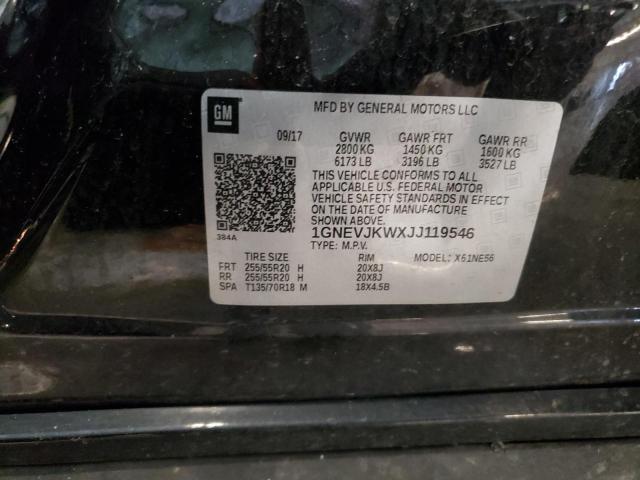 GM
MFD BY GENERAL MOTORS LLC
09/17 GVWR GAWR FRT GAWR RR
2800 KG 1450 KG 1600 KG
6173 LB 3196 LB 3527 LB
THIS VEHICLE CONFORMS TO ALL
APPLICABLE U.S. FEDERAL MOTOR
VEHICLE SAFETY STANDARDS IN EFFECT
ON THE DATE OF MANUFACTURE
SHOWN ABOVE.
384A 1GNEVJKWXJJ119546
TYPE: M.P.V. MODEL: X61NE56
TIRE SIZE RIM
FRT 255/55R20 H 20X8J
RR 255/55R20 H 20X8J
SPA T135/70R18 M 18X4.5B